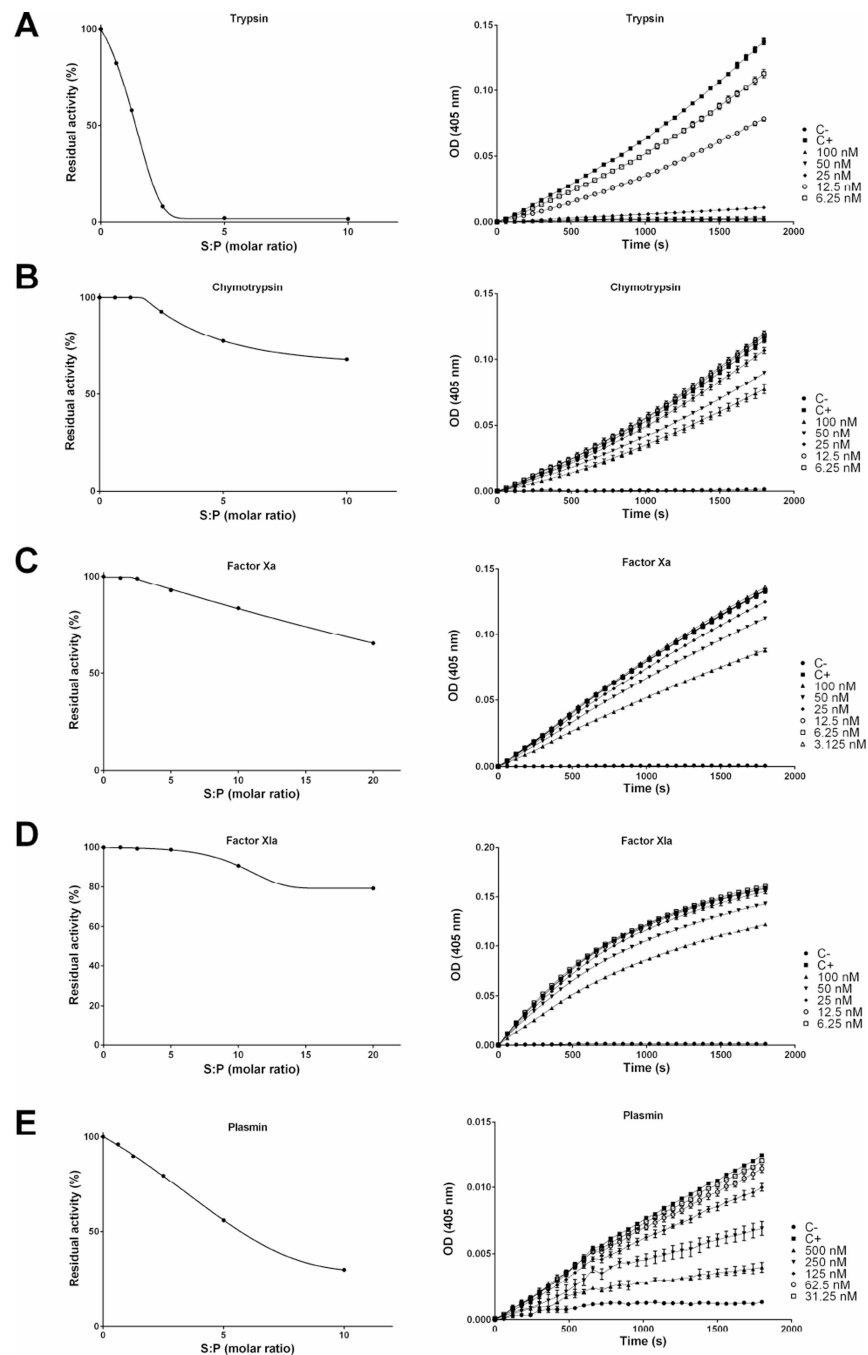 A
Trypsin
Residual activity (%)
100
50
0
0
5
10
S:P (molar ratio)
Trypsin
OD (405 nm)
0.15
0.10
0.05
0.00
0
500
1000
1500
2000
Time (s)
C-
C+
100 nM
50 nM
25 nM
12.5 nM
6.25 nM
B
Chymotrypsin
Residual activity (%)
100
50
0
0
5
10
S:P (molar ratio)
Chymotrypsin
OD (405 nm)
0.15
0.10
0.05
0.00
0
500
1000
1500
2000
Time (s)
C-
C+
100 nM
50 nM
25 nM
12.5 nM
6.25 nM
C
Factor Xa
Residual activity (%)
100
50
0
0
5
10
15
20
S:P (molar ratio)
Factor Xa
OD (405 nm)
0.15
0.10
0.05
0.00
0
500
1000
1500
2000
Time (s)
C-
C+
100 nM
50 nM
25 nM
12.5 nM
6.25 nM
3.125 nM
D
Factor XIa
Residual activity (%)
100
80
60
40
20
0
0
5
10
15
20
S:P (molar ratio)
Factor XIa
OD (405 nm)
0.20
0.15
0.10
0.05
0.00
0
500
1000
1500
2000
Time (s)
C-
C+
100 nM
50 nM
25 nM
12.5 nM
6.25 nM
E
Plasmin
Residual activity (%)
100
50
0
0
5
10
S:P (molar ratio)
Plasmin
OD (405 nm)
0.015
0.010
0.005
0.000
0
500
1000
1500
2000
Time (s)
C-
C+
500 nM
250 nM
125 nM
62.5 nM
31.25 nM